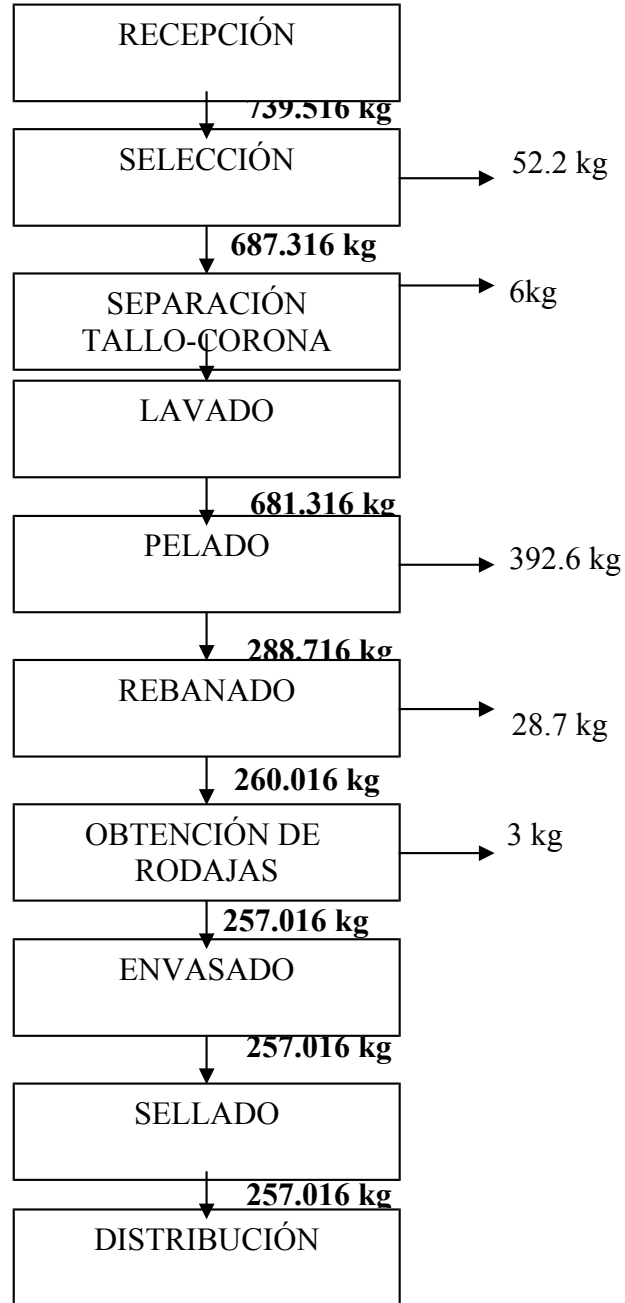 RECEPCIÓN
739.516 kg
SELECCIÓN
52.2 kg
687.316 kg
SEPARACIÓN
TALLO-CORONA
6kg
LAVADO
681.316 kg
PELADO
392.6 kg
288.716 kg
REBANADO
28.7 kg
260.016 kg
OBTENCIÓN DE
RODAJAS
3 kg
257.016 kg
ENVASADO
257.016 kg
SELLADO
257.016 kg
DISTRIBUCIÓN